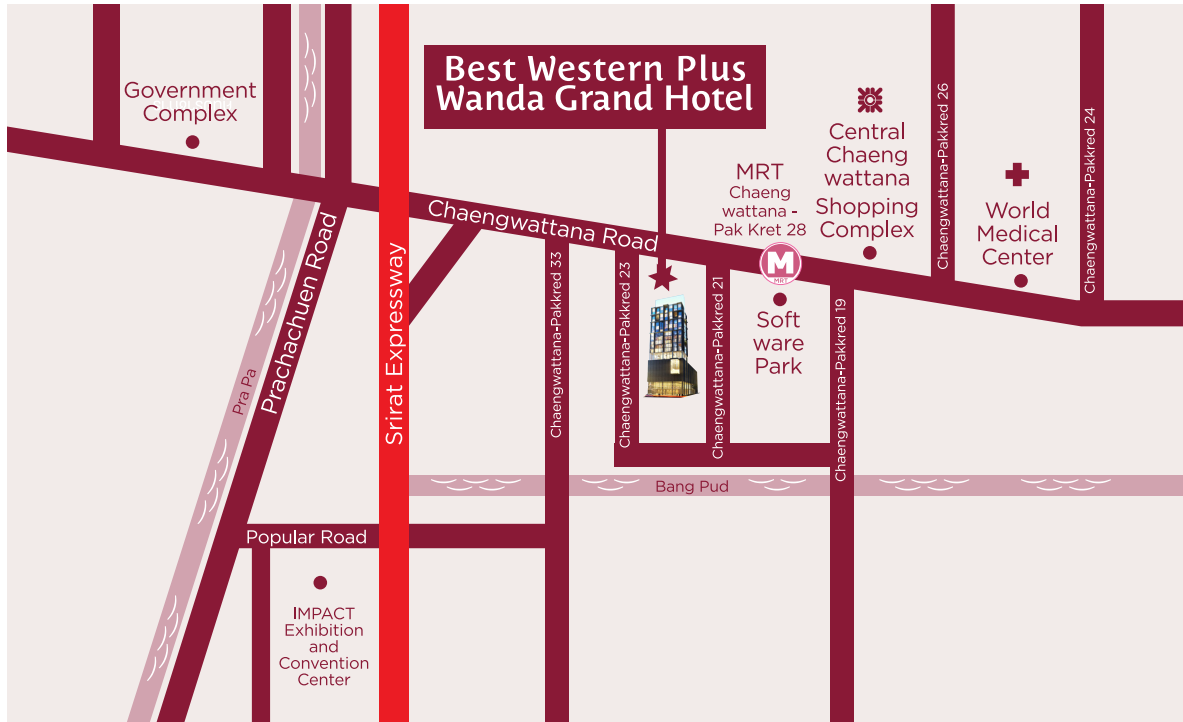 Best Western Plus
Wanda Grand Hotel
Government
Complex
Chaengwattana-Pakkred 26
Chaengwattana-Pakkred 24
Central
Chaeng
wattana
Shopping
Complex
MRT
Chaeng
wattana -
Pak Kret 28
M
MRT
World
Medical
Center
Chaengwattana Road
Prachachuen Road
Pra Pa
Srirat Expressway
Chaengwattana-Pakkred 33
Chaengwattana-Pakkred 23
Chaengwattana-Pakkred 21
Soft
ware
Park
Chaengwattana-Pakkred 19
Bang Pud
Popular Road
IMPACT
Exhibition
and
Convention
Center